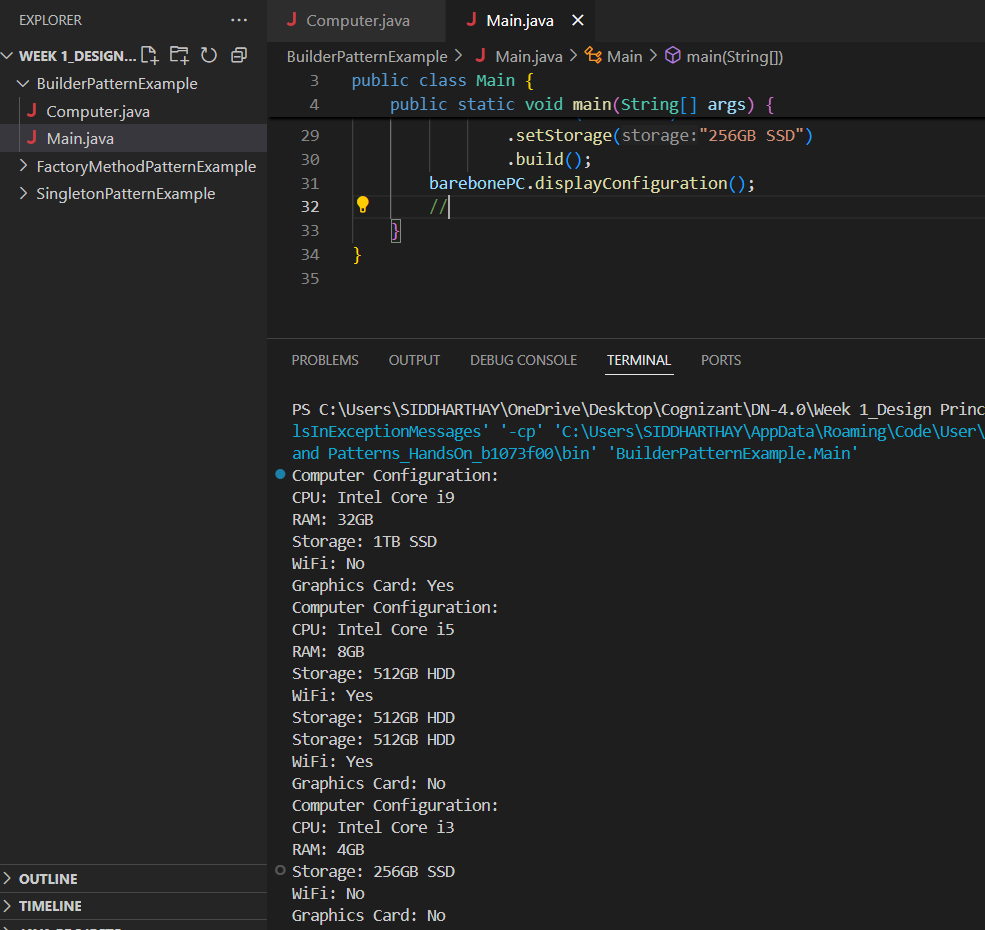 EXPLORER
WEEK 1_DESIGN...
BuilderPatternExample
J Computer.java
J Main.java
FactoryMethodPatternExample
SingletonPatternExample
OUTLINE
TIMELINE
J Computer.java
J Main.java
BuilderPatternExample > J Main.java > Main > main(String[])
3 public class Main {
4 public static void main(String[] args) {
29 .setStorage(storage:"256GB SSD")
30 .build();
31 barebonePC.displayConfiguration();
32 //
33 }
34 }
35
PROBLEMS OUTPUT DEBUG CONSOLE TERMINAL PORTS
PS C:\Users\SIDDHARTHAY\OneDrive\Desktop\Cognizant\DN-4.0\Week 1_Design Princ
lsInExceptionMessages' '-cp' 'C:\Users\SIDDHARTHAY\AppData\Roaming\Code\User\
and Patterns_HandsOn_b1073f00\bin' 'BuilderPatternExample.Main'
Computer Configuration:
CPU: Intel Core i9
RAM: 32GB
Storage: 1TB SSD
WiFi: No
Graphics Card: Yes
Computer Configuration:
CPU: Intel Core i5
RAM: 8GB
Storage: 512GB HDD
WiFi: Yes
Storage: 512GB HDD
Storage: 512GB HDD
WiFi: Yes
Graphics Card: No
Computer Configuration:
CPU: Intel Core i3
RAM: 4GB
Storage: 256GB SSD
WiFi: No
Graphics Card: No